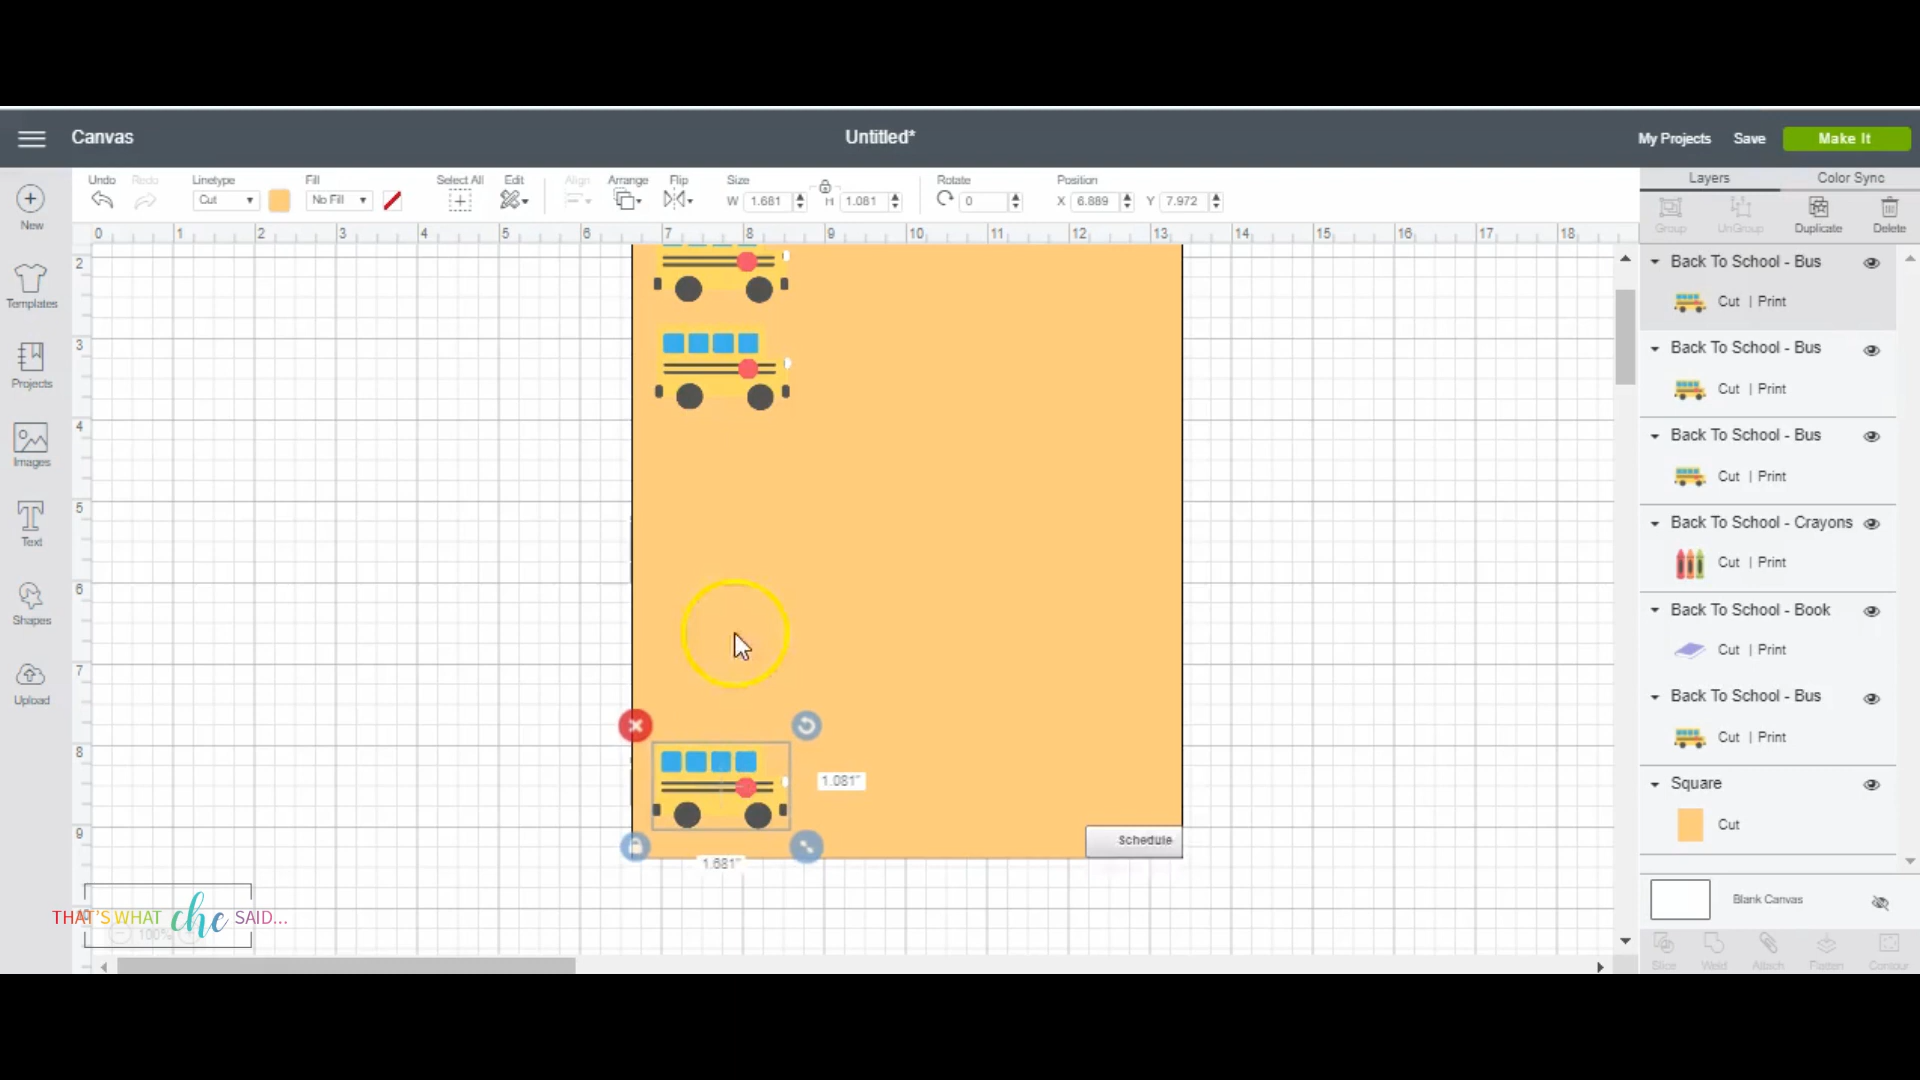 Canvas
Untitled*
My Projects
Save
Make It
Undo
Redo
Linetype
Cut
Fill
No Fill
Select All
Edit
Align
Arrange
Flip
Size
W 1.681
H 1.081
Rotate
0
Position
X 6.889
Y 7.972
Layers
Color Sync
Group
UnGroup
Duplicate
Delete
0 1 2 3 4 5 6 7 8 9 10 11 12 13 14 15 16 17 18
2
3
4
5
6
7
8
9
New
Templates
Projects
Images
Text
Shapes
Upload
1.081"
1.681"
Schedule
Back To School - Bus
Cut | Print
Back To School - Bus
Cut | Print
Back To School - Bus
Cut | Print
Back To School - Crayons
Cut | Print
Back To School - Book
Cut | Print
Back To School - Bus
Cut | Print
Square
Cut
Blank Canvas
Slice
Weld
Attach
Flatten
Contour
THAT'S WHAT che SAID...
100%